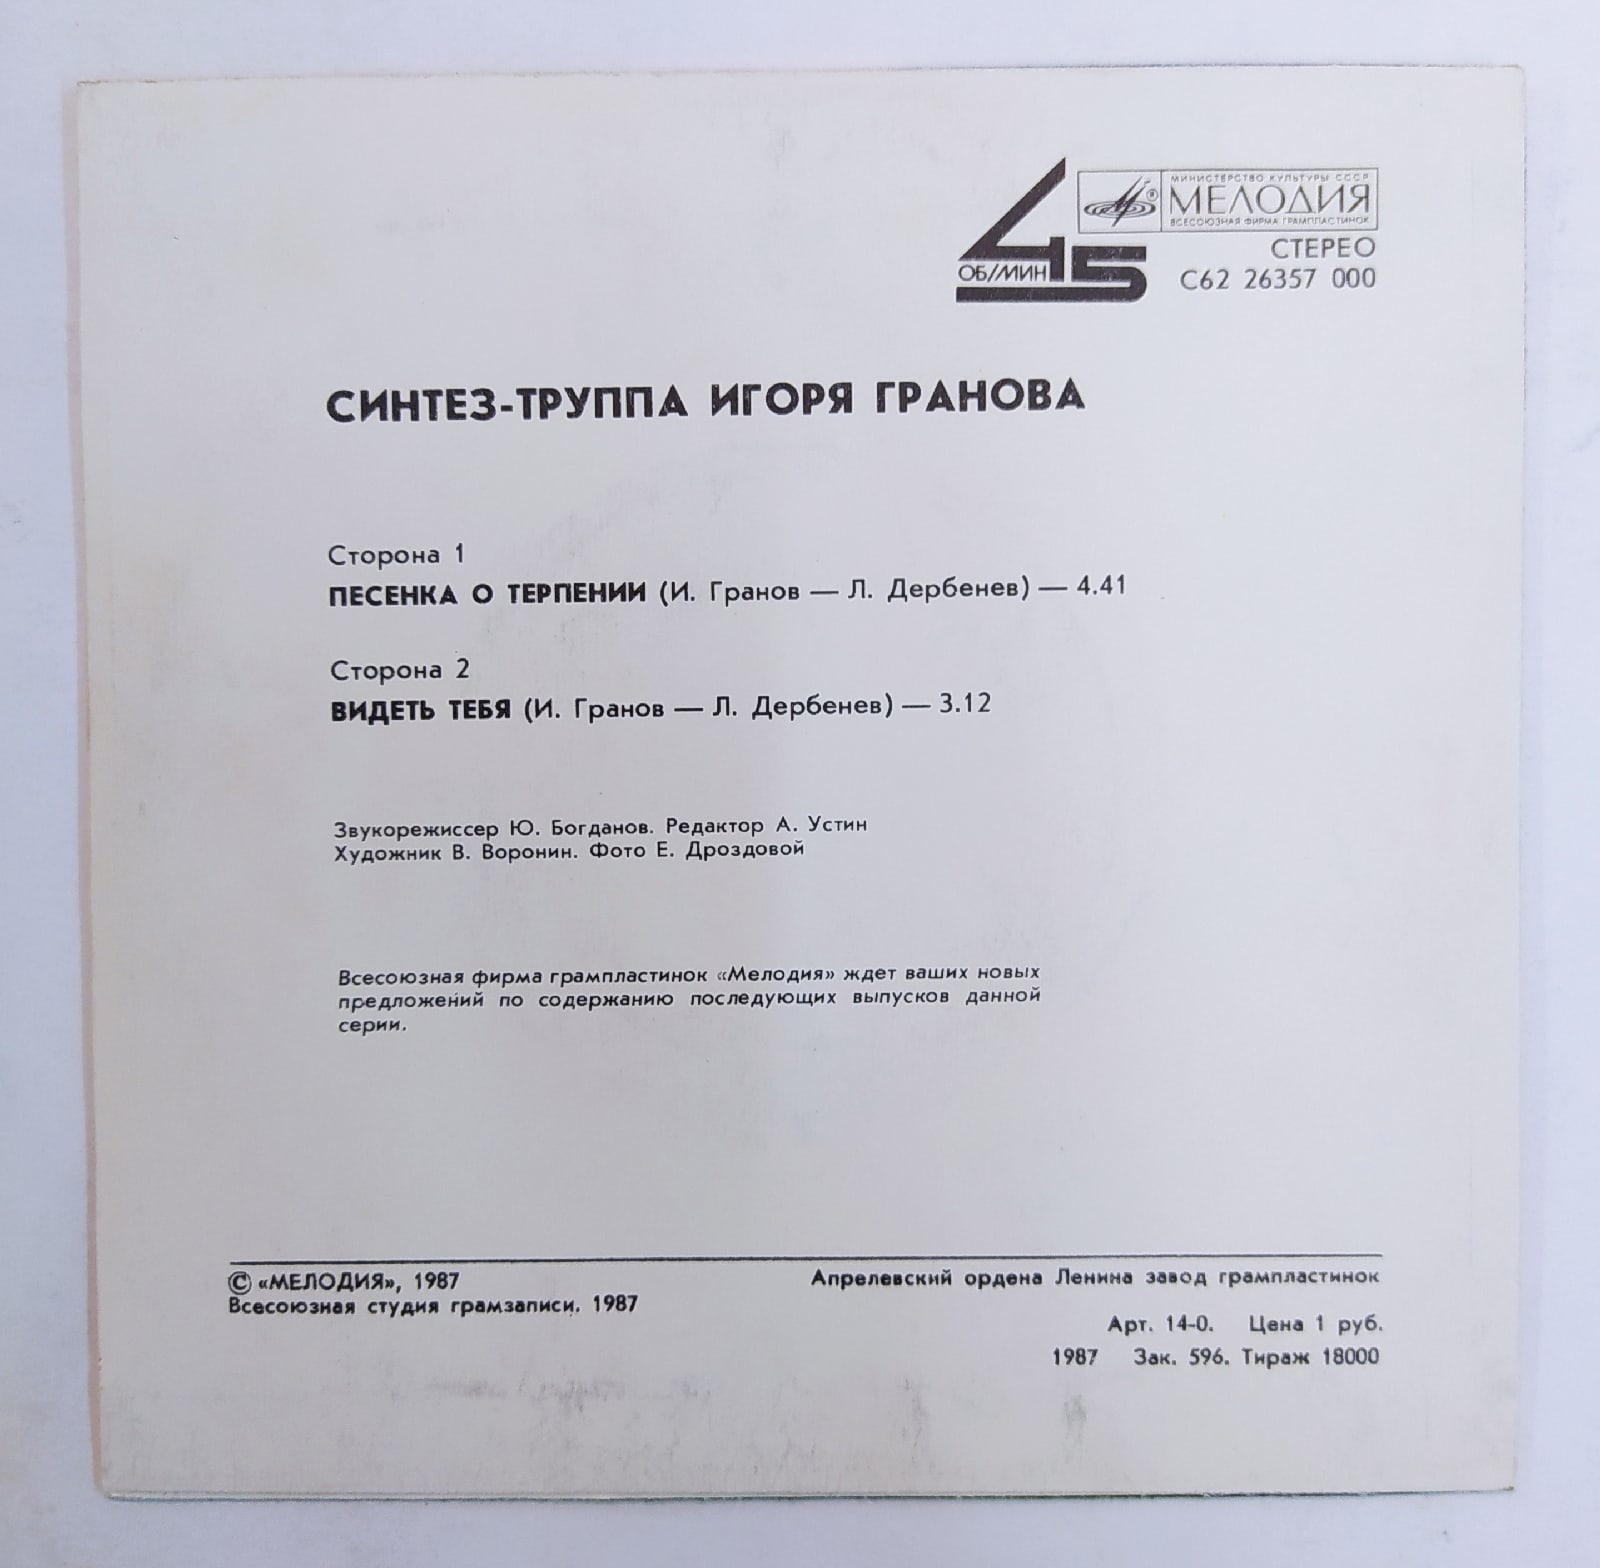 МИНИСТЕРСТВО КУЛЬТУРЫ СССР
МЕЛОДИЯ
ВСЕСОЮЗНАЯ ФИРМА ГРАМПЛАСТИНОК
45
ОБ/МИН
СТЕРЕО
С62 26357 000
СИНТЕЗ-ТРУППА ИГОРЯ ГРАНОВА
Сторона 1
ПЕСЕНКА О ТЕРПЕНИИ (И. Гранов — Л. Дербенев) — 4.41
Сторона 2
ВИДЕТЬ ТЕБЯ (И. Гранов — Л. Дербенев) — 3.12
Звукорежиссер Ю. Богданов. Редактор А. Устин
Художник В. Воронин. Фото Е. Дроздовой
Всесоюзная фирма грампластинок «Мелодия» ждет ваших новых
предложений по содержанию последующих выпусков данной
серии.
© «МЕЛОДИЯ», 1987
Всесоюзная студия грамзаписи. 1987
Апрелевский ордена Ленина завод грампластинок
Арт. 14-0. Цена 1 руб.
1987 Зак. 596. Тираж 18000